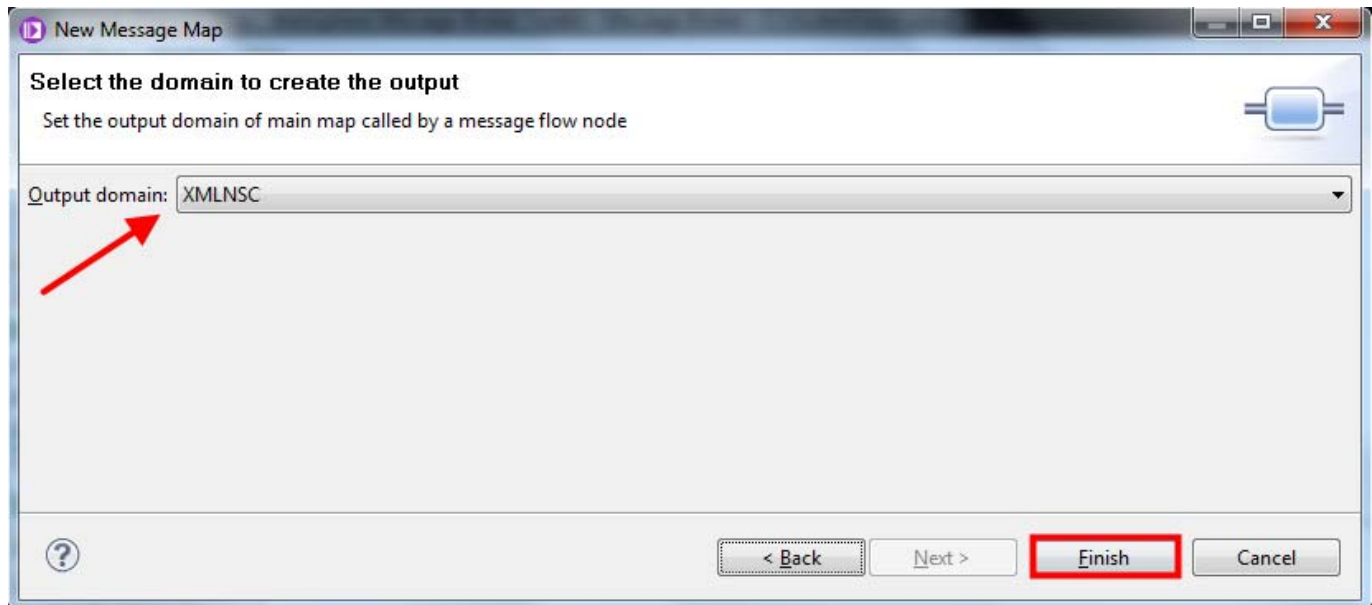 New Message Map
Select the domain to create the output
Set the output domain of main map called by a message flow node
Output domain: XMLNSC
?
< Back Next > Finish Cancel